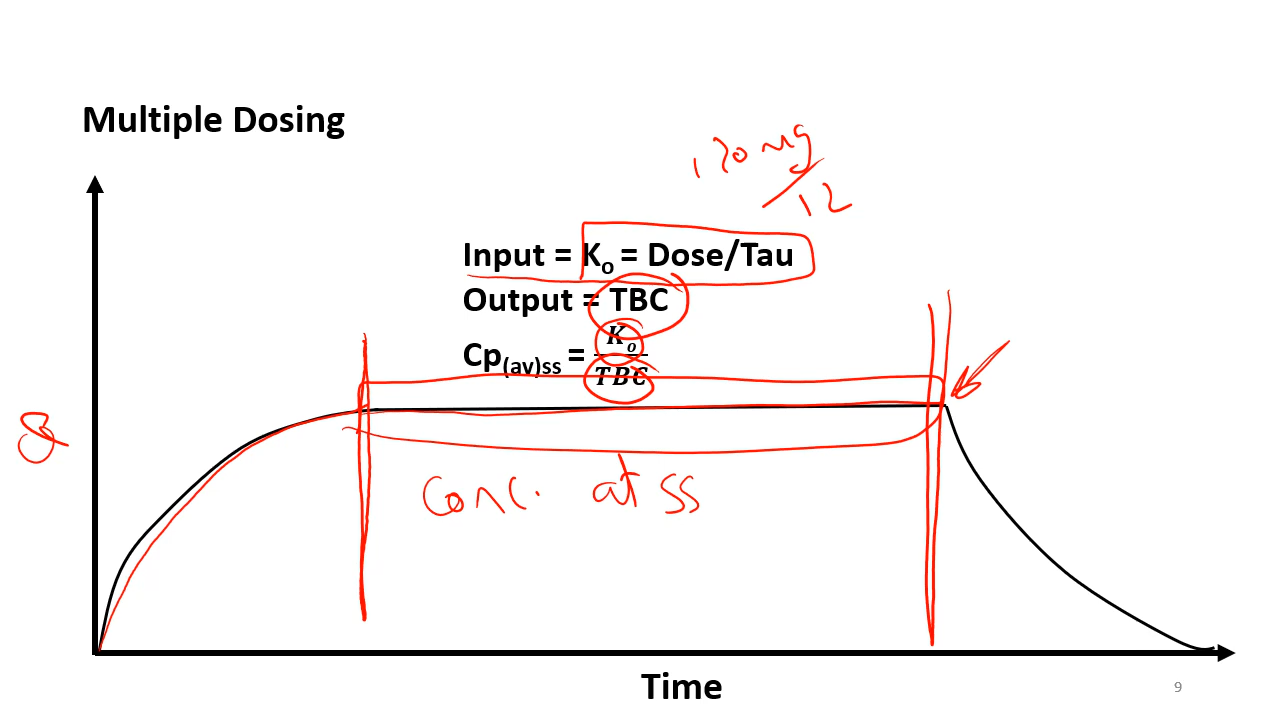 Multiple Dosing
120 mg
/12
Input = Ko = Dose/Tau
Output = TBC
Cp(av)ss = Ko/TBC
Conc. at SS
Time
9